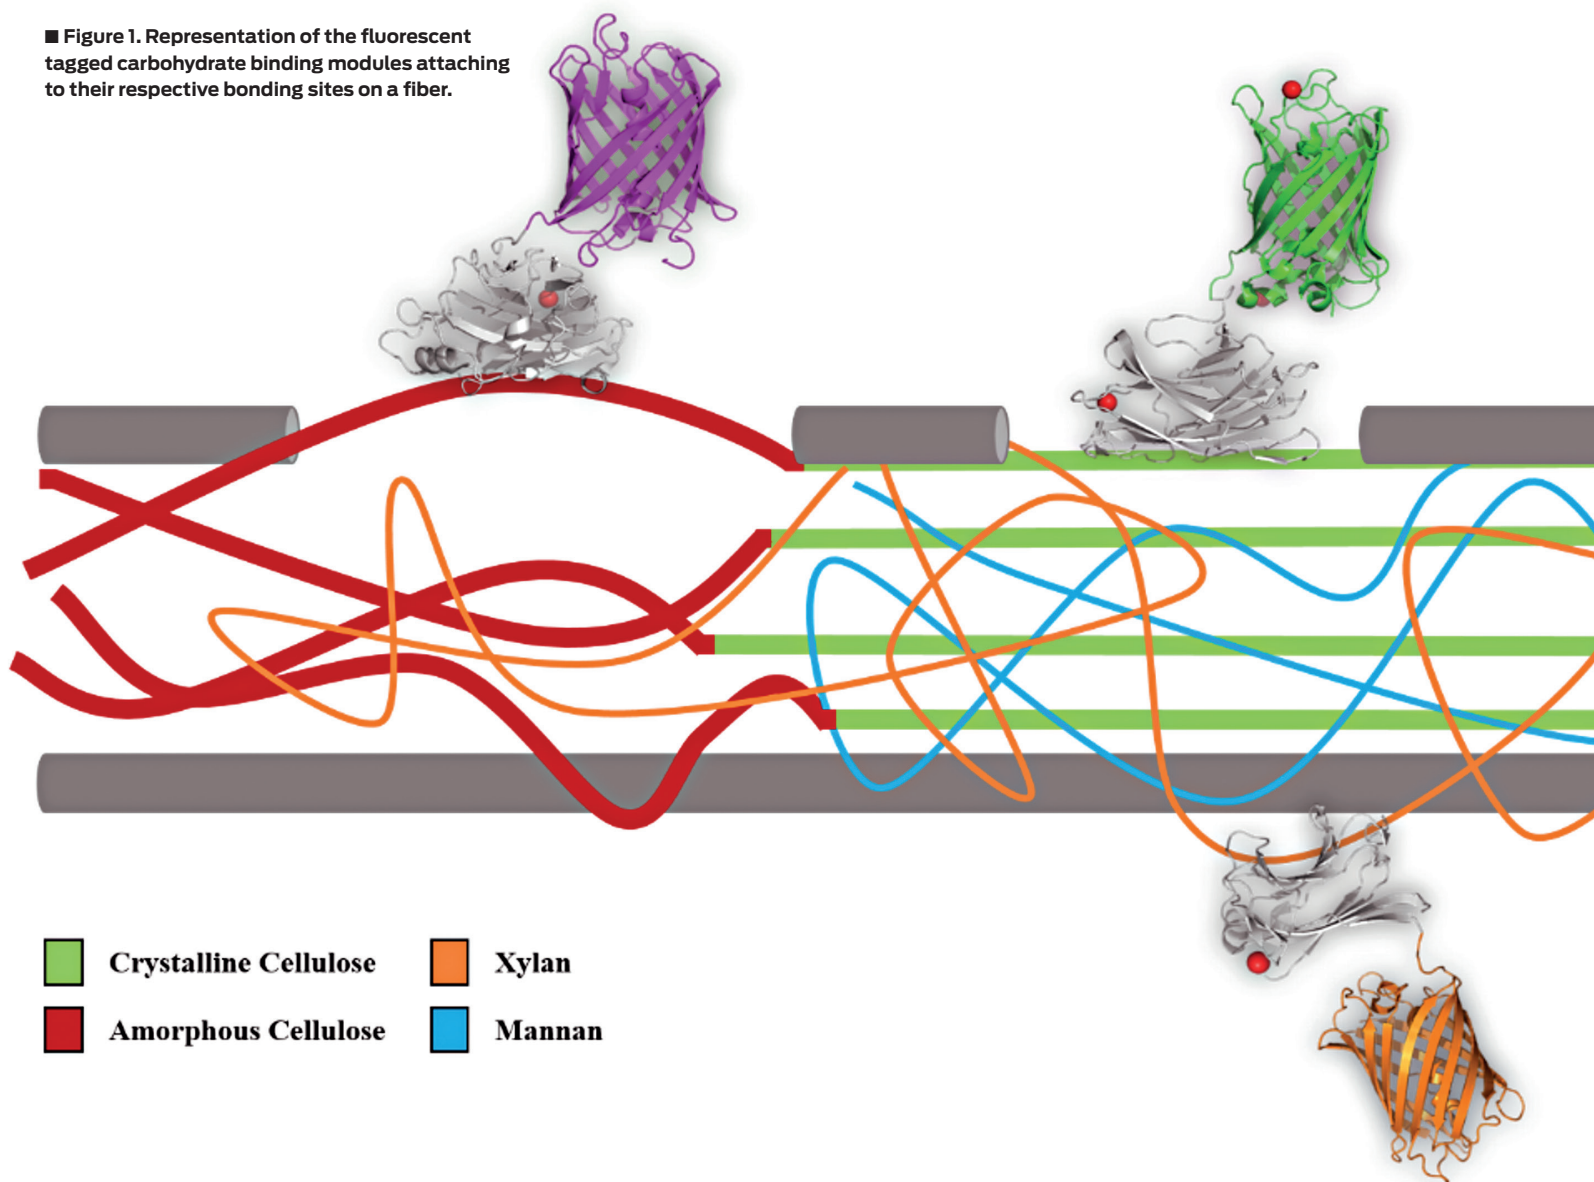 ■ Figure 1. Representation of the fluorescent
tagged carbohydrate binding modules attaching
to their respective bonding sites on a fiber.
Crystalline Cellulose
Xylan
Amorphous Cellulose
Mannan